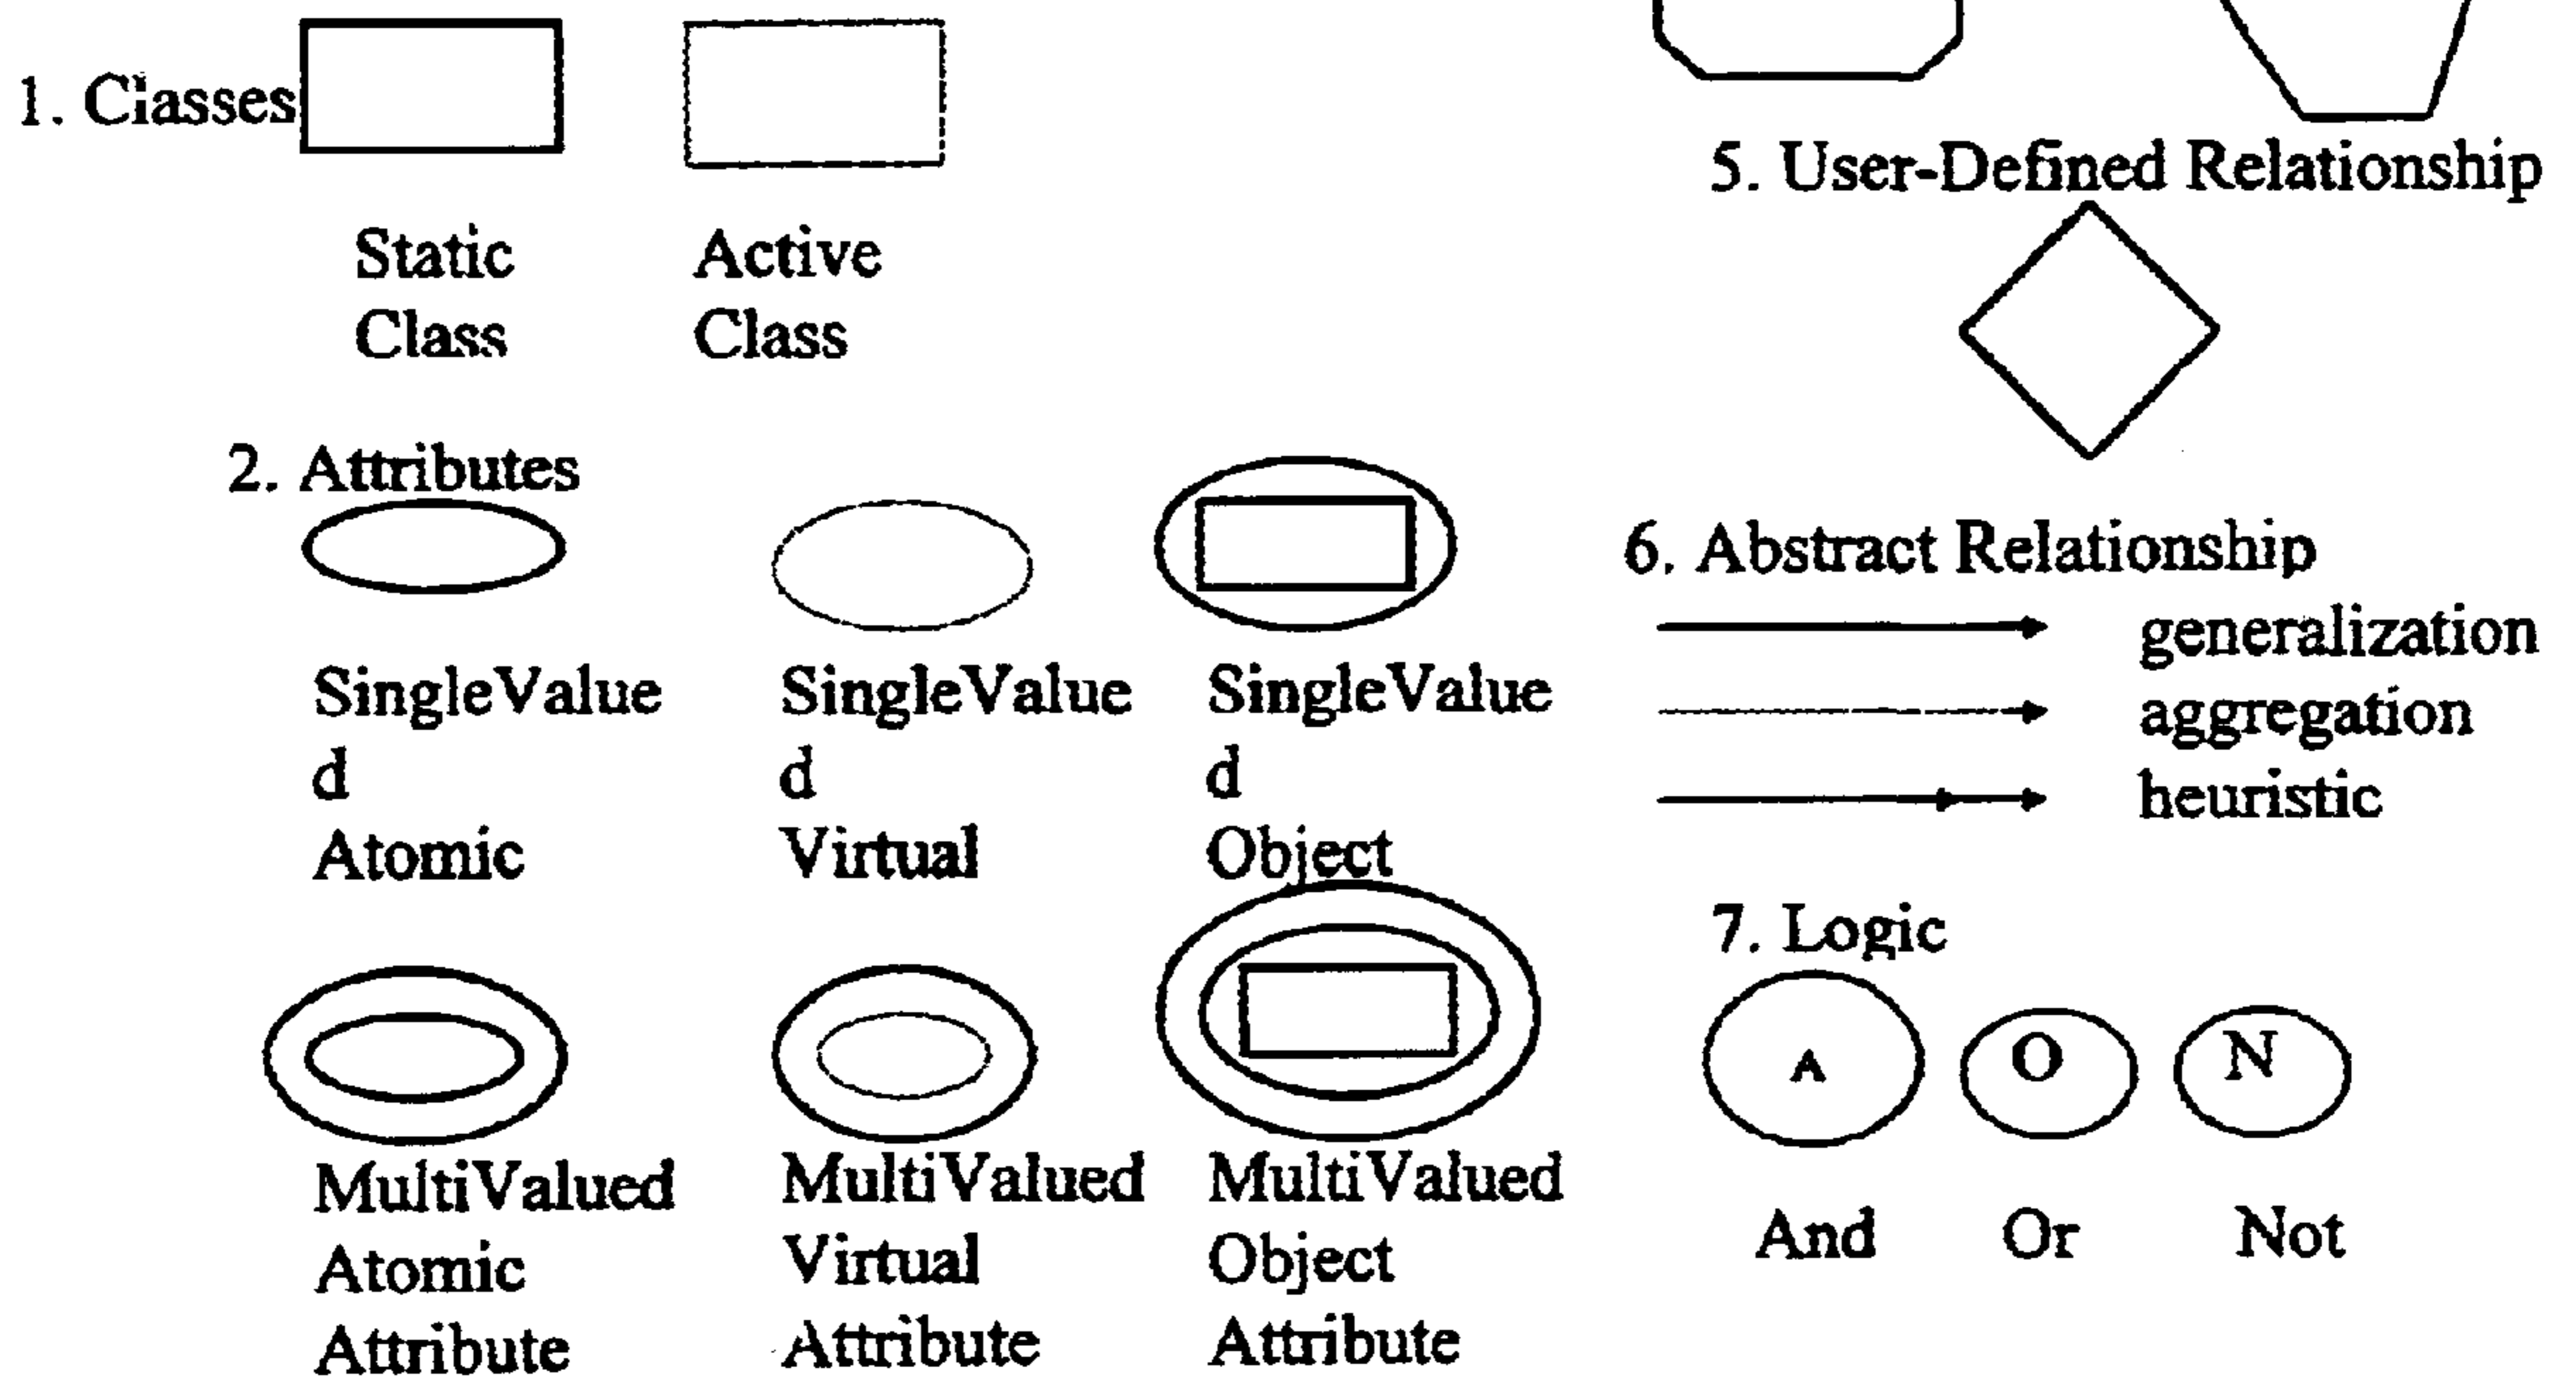 1. Classes
Static
Class
Active
Class
2. Attributes
SingleValue
d
Atomic
SingleValue
d
Virtual
SingleValue
d
Object
MultiValued
Atomic
Attribute
MultiValued
Virtual
Attribute
MultiValued
Object
Attribute
5. User-Defined Relationship
6. Abstract Relationship
generalization
aggregation
heuristic
7. Logic
A
O
N
And
Or
Not